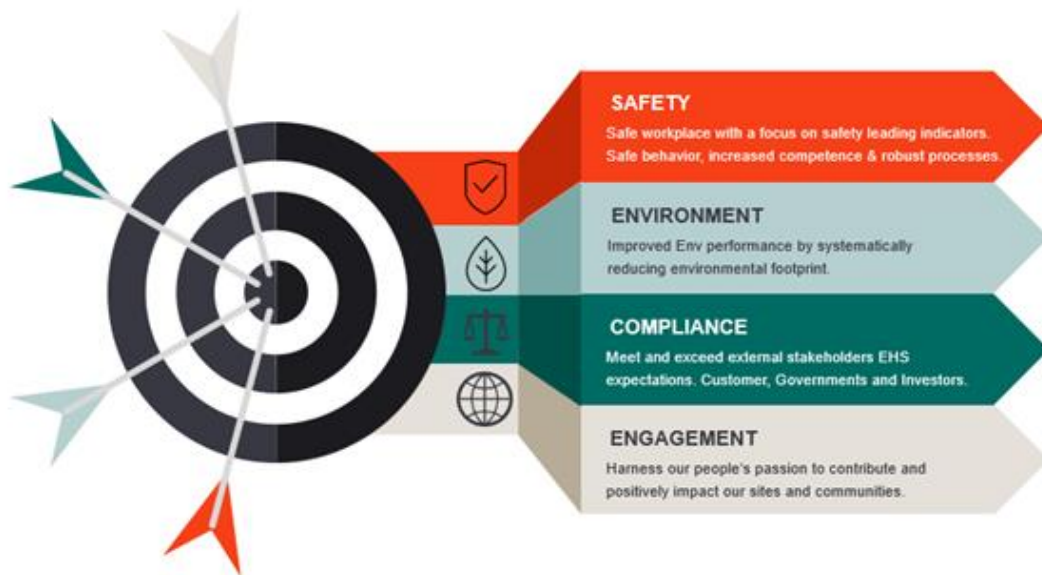 SAFETY
Safe workplace with a focus on safety leading indicators.
Safe behavior, increased competence & robust processes.
ENVIRONMENT
Improved Env performance by systematically
reducing environmental footprint.
COMPLIANCE
Meet and exceed external stakeholders EHS
expectations. Customer, Governments and Investors.
ENGAGEMENT
Harness our people's passion to contribute and
positively impact our sites and communities.